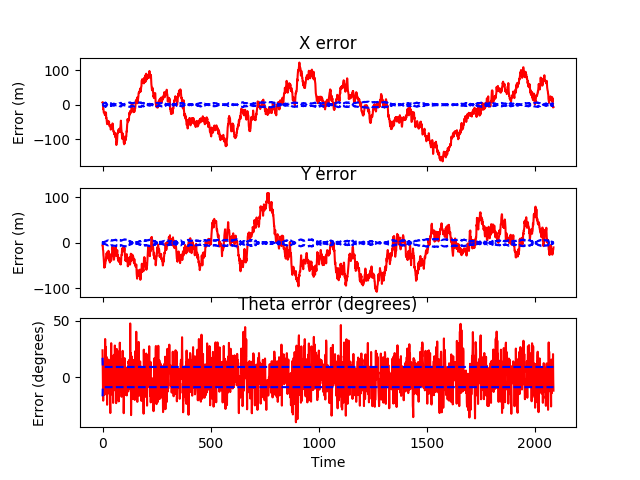 X error
Error (m)
100
0
−100
Y error
Error (m)
100
0
−100
Theta error (degrees)
Error (degrees)
50
0
0
500
1000
1500
2000
Time